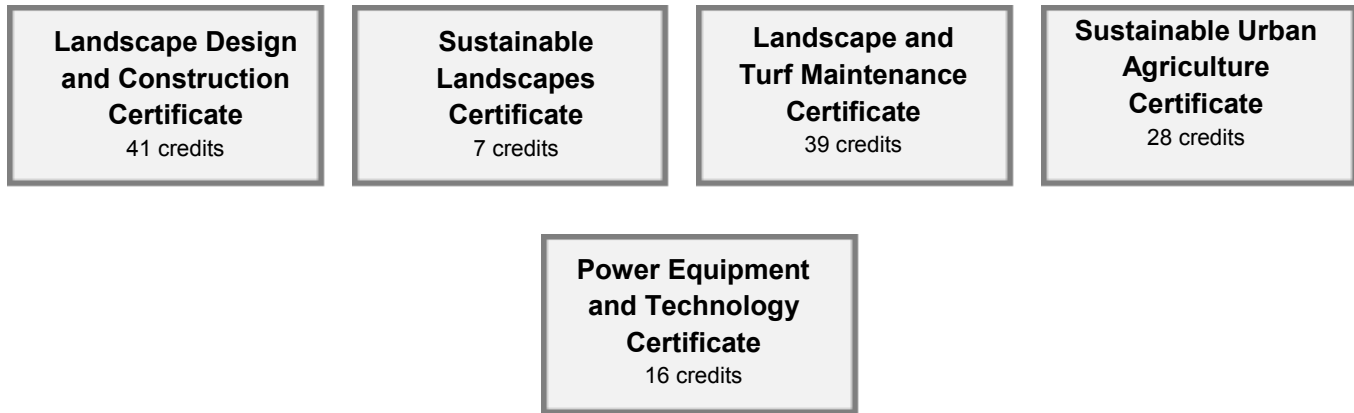 Landscape Design
and Construction
Certificate
41 credits
Sustainable
Landscapes
Certificate
7 credits
Landscape and
Turf Maintenance
Certificate
39 credits
Sustainable Urban
Agriculture
Certificate
28 credits
Power Equipment
and Technology
Certificate
16 credits